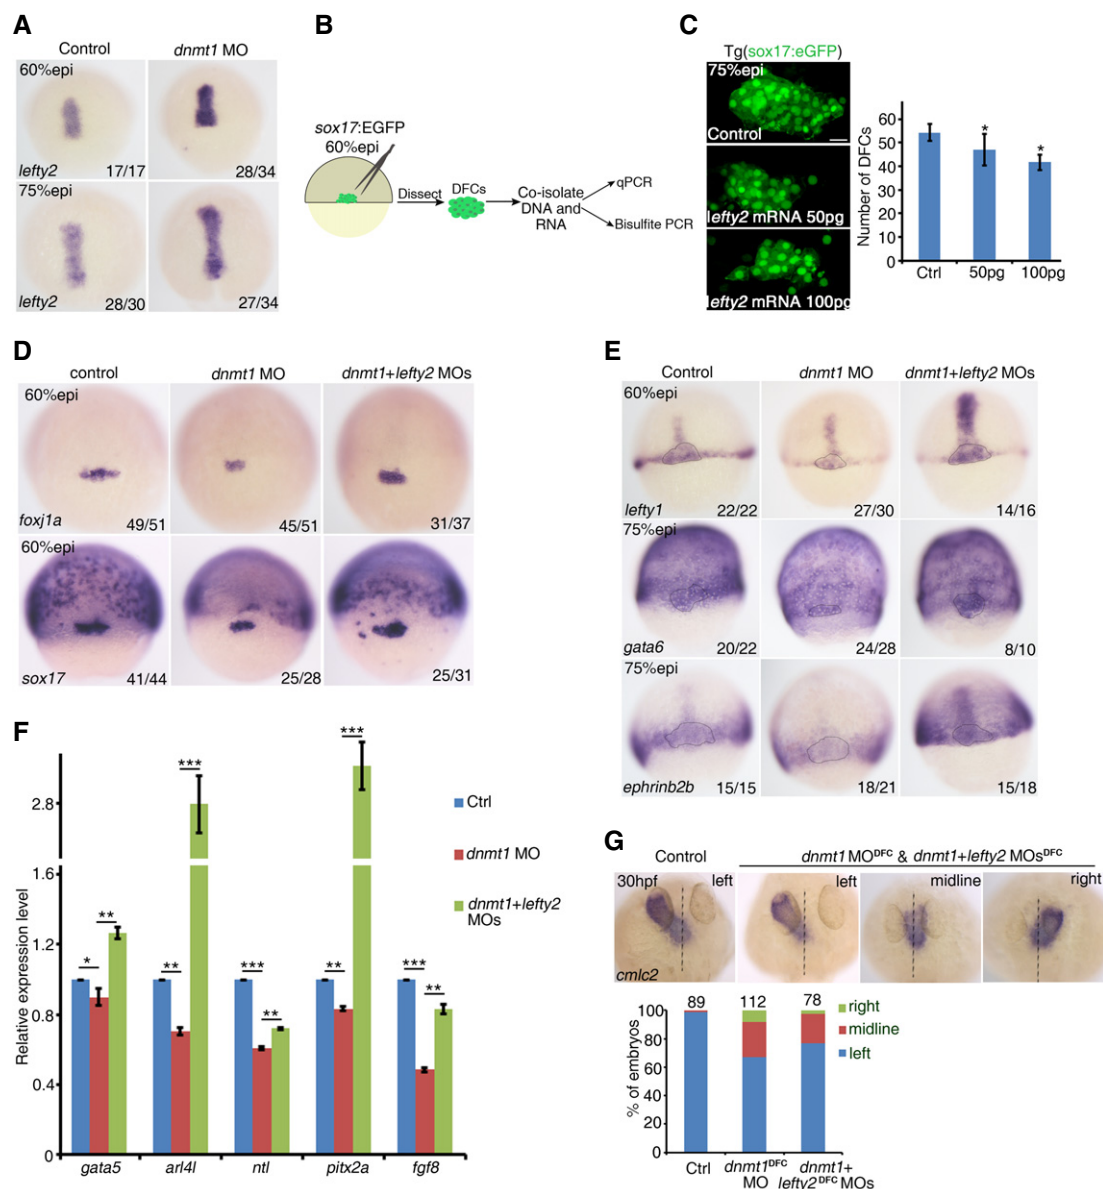 A
Control
dnmt1 MO
60%epi
lefty2
17/17
28/34
75%epi
lefty2
28/30
27/34
B
sox17:EGFP
60%epi
Dissect
DFCs
Co-isolate
DNA and
RNA
qPCR
Bisulfite PCR
C
Tg(sox17:eGFP)
75%epi
Control
lefty2 mRNA 50pg
lefty2 mRNA 100pg
Number of DFCs
60
50
40
30
20
10
0
*
*
Ctrl
50pg
100pg
D
control
dnmt1 MO
dnmt1+lefty2 MOs
60%epi
foxj1a
49/51
45/51
31/37
60%epi
sox17
41/44
25/28
25/31
E
Control
dnmt1 MO
dnmt1+lefty2 MOs
60%epi
lefty1
22/22
27/30
14/16
75%epi
gata6
20/22
24/28
8/10
75%epi
ephrinb2b
15/15
18/21
15/18
F
Relative expression level
2.8
1.6
1.2
0.8
0.4
0
*
**
**
***
***
**
**
***
***
**
gata5
arl4l
ntl
pitx2a
fgf8
Ctrl
dnmt1 MO
dnmt1+lefty2
MOs
G
Control
dnmt1 MO^DFC & dnmt1+lefty2 MOs^DFC
30hpf
left
left
midline
right
cmlc2
% of embryos
100
80
60
40
20
0
89
112
78
right
midline
left
Ctrl
dnmt1^DFC
MO
dnmt1+
lefty2^DFC MOs